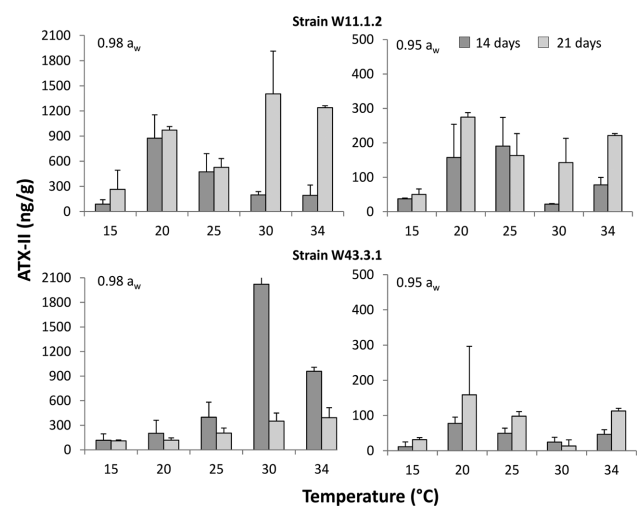 Strain W11.1.2
2100
1800
1500
1200
900
600
300
0
0.98 aw
15 20 25 30 34
500
400
300
200
100
0
0.95 aw
14 days 21 days
15 20 25 30 34
ATX-II (ng/g)
Strain W43.3.1
2100
1800
1500
1200
900
600
300
0
0.98 aw
15 20 25 30 34
500
400
300
200
100
0
0.95 aw
15 20 25 30 34
Temperature (°C)